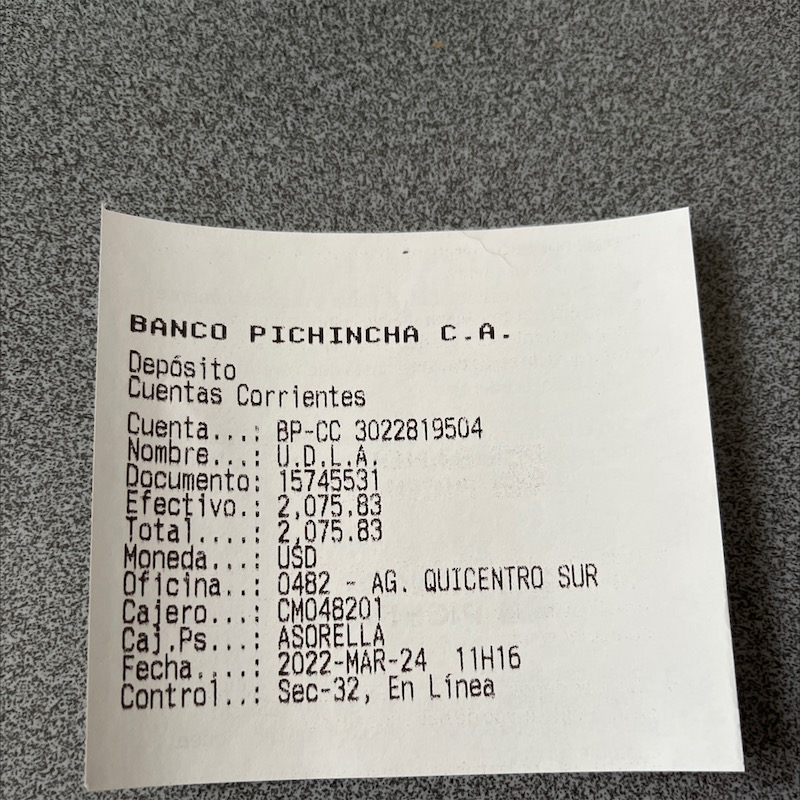 BANCO PICHINCHA C.A.
Depósito
Cuentas Corrientes
Cuenta...: BP-CC 3022819504
Nombre...: U.D.L.A.
Documento: 15745531
Efectivo.: 2,075.83
Total....: 2,075.83
Moneda...: USD
Oficina..: 0482 - AG. QUICENTRO SUR
Cajero...: CM048201
Caj.Ps...: ASORELLA
Fecha....: 2022-MAR-24 11H16
Control..: Sec-32, En Línea